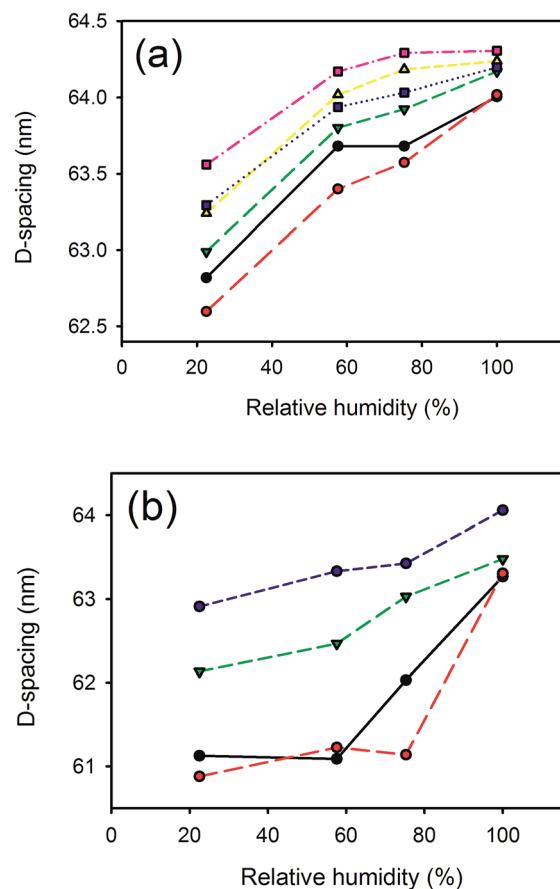 (a)
64.5
64.0
63.5
63.0
62.5
D-spacing (nm)
0 20 40 60 80 100
Relative humidity (%)
(b)
64
63
62
61
D-spacing (nm)
0 20 40 60 80 100
Relative humidity (%)